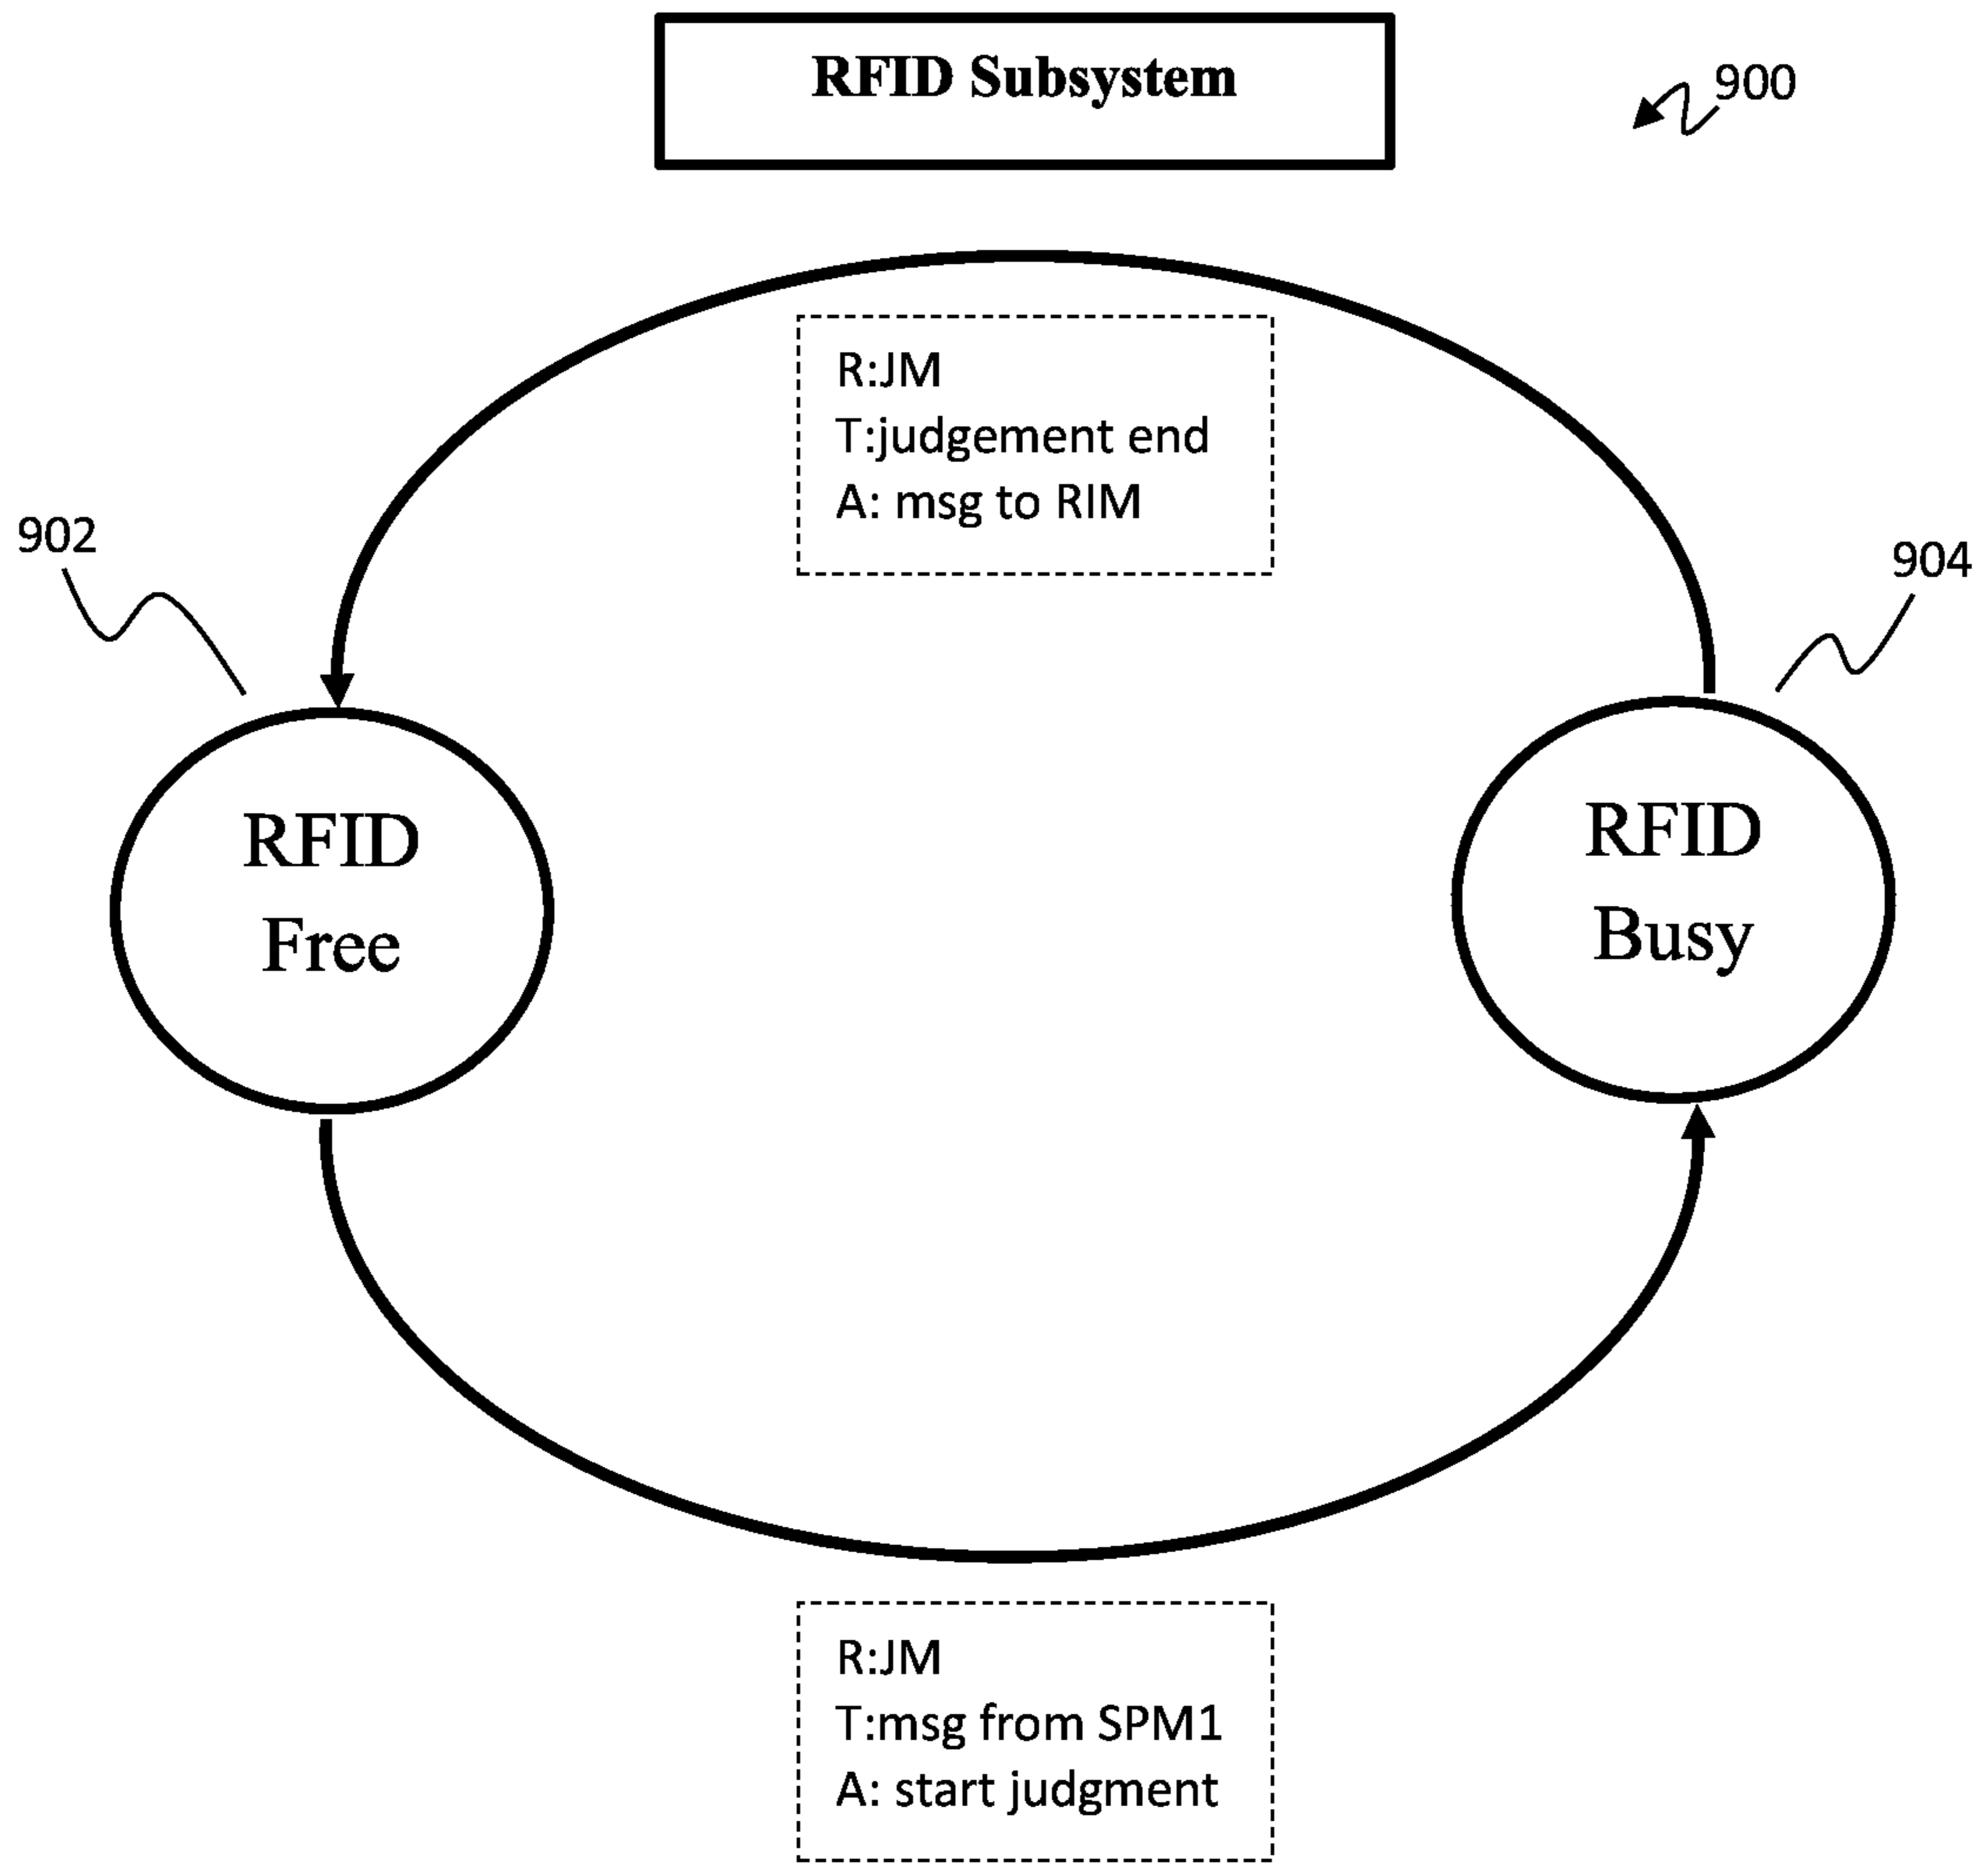 RFID Subsystem
900
R:JM
T:judgement end
A: msg to RIM
902
904
RFID
Free
RFID
Busy
R:JM
T:msg from SPM1
A: start judgment